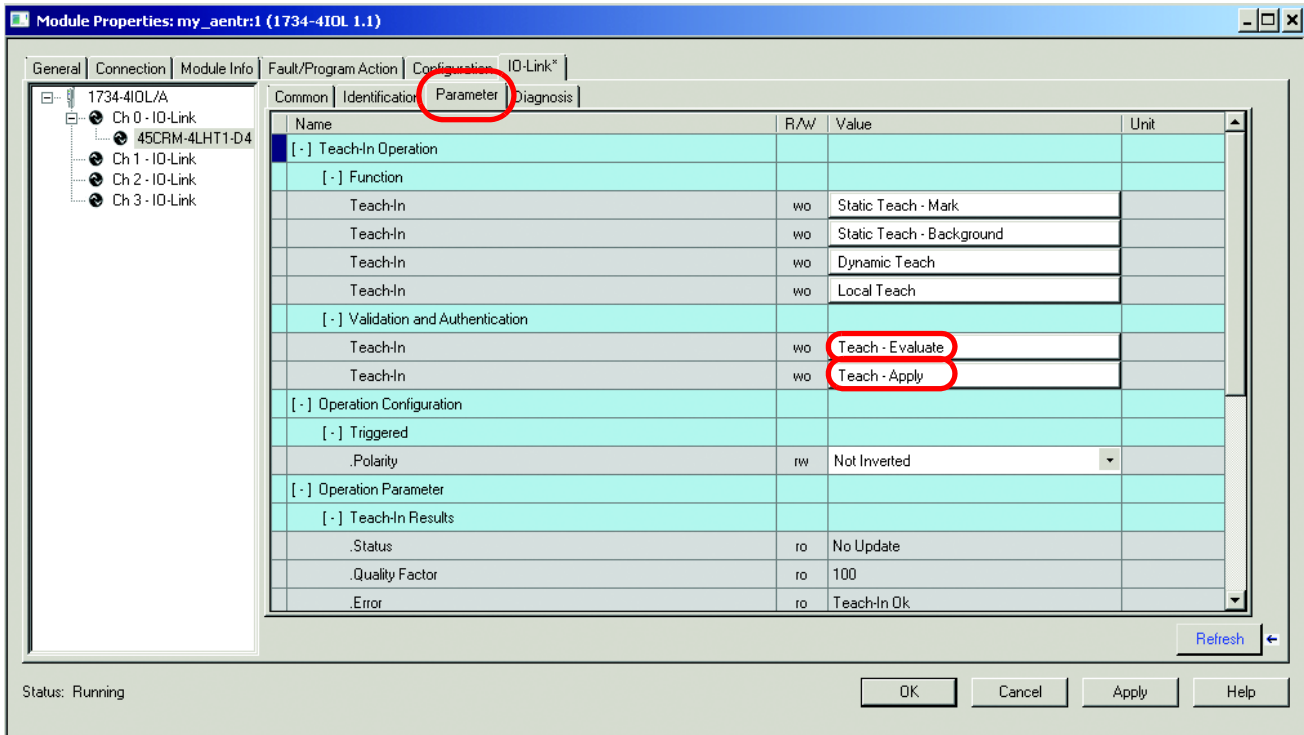 Module Properties: my_aentr:1 (1734-4IOL 1.1)
General Connection Module Info Fault/Program Action Configuration IO-Link*
1734-4IOL/A
Ch 0 - IO-Link
45CRM-4LHT1-D4
Ch 1 - IO-Link
Ch 2 - IO-Link
Ch 3 - IO-Link
Common Identification Parameter Diagnosis
Name R/W Value Unit
[-] Teach-In Operation
[-] Function
Teach-In wo Static Teach - Mark
Teach-In wo Static Teach - Background
Teach-In wo Dynamic Teach
Teach-In wo Local Teach
[-] Validation and Authentication
Teach-In wo Teach - Evaluate
Teach-In wo Teach - Apply
[-] Operation Configuration
[-] Triggered
.Polarity rw Not Inverted
[-] Operation Parameter
[-] Teach-In Results
.Status ro No Update
.Quality Factor ro 100
.Error ro Teach-In Ok
Refresh
Status: Running OK Cancel Apply Help